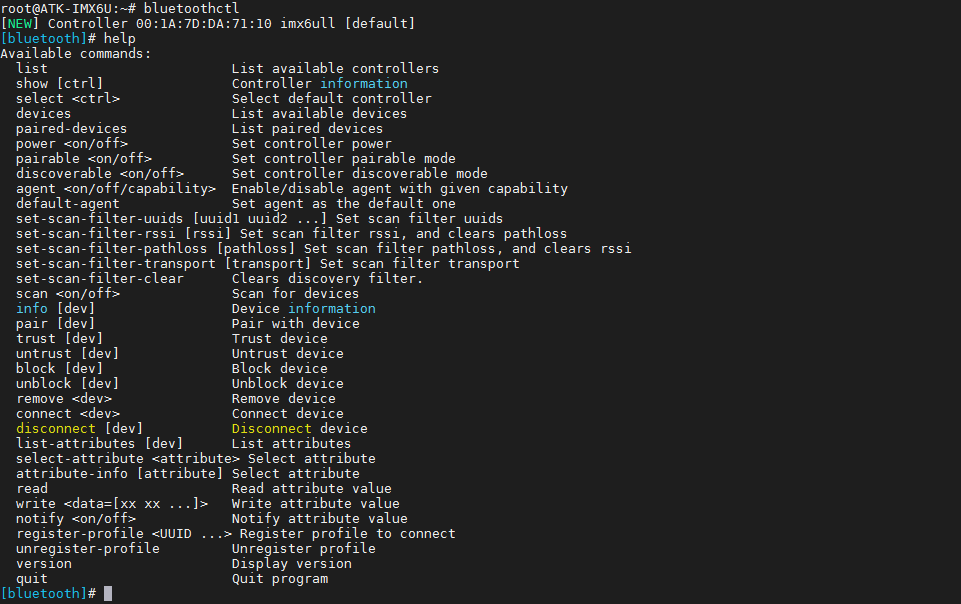 root@ATK-IMX6U:~# bluetoothctl
[NEW] Controller 00:1A:7D:DA:71:10 imx6ull [default]
[bluetooth]# help
Available commands:
  list                       List available controllers
  show [ctrl]                Controller information
  select <ctrl>              Select default controller
  devices                    List available devices
  paired-devices             List paired devices
  power <on/off>             Set controller power
  pairable <on/off>          Set controller pairable mode
  discoverable <on/off>      Set controller discoverable mode
  agent <on/off/capability>  Enable/disable agent with given capability
  default-agent              Set agent as the default one
  set-scan-filter-uuids [uuid1 uuid2 ...] Set scan filter uuids
  set-scan-filter-rssi [rssi] Set scan filter rssi, and clears pathloss
  set-scan-filter-pathloss [pathloss] Set scan filter pathloss, and clears rssi
  set-scan-filter-transport [transport] Set scan filter transport
  set-scan-filter-clear      Clears discovery filter.
  scan <on/off>              Scan for devices
  info [dev]                 Device information
  pair [dev]                 Pair with device
  trust [dev]                Trust device
  untrust [dev]              Untrust device
  block [dev]                Block device
  unblock [dev]              Unblock device
  remove <dev>               Remove device
  connect <dev>              Connect device
  disconnect [dev]           Disconnect device
  list-attributes [dev]      List attributes
  select-attribute <attribute> Select attribute
  attribute-info [attribute] Select attribute
  read                       Read attribute value
  write <data=[xx xx ...]>   Write attribute value
  notify <on/off>            Notify attribute value
  register-profile <UUID ...> Register profile to connect
  unregister-profile         Unregister profile
  version                    Display version
  quit                       Quit program
[bluetooth]#